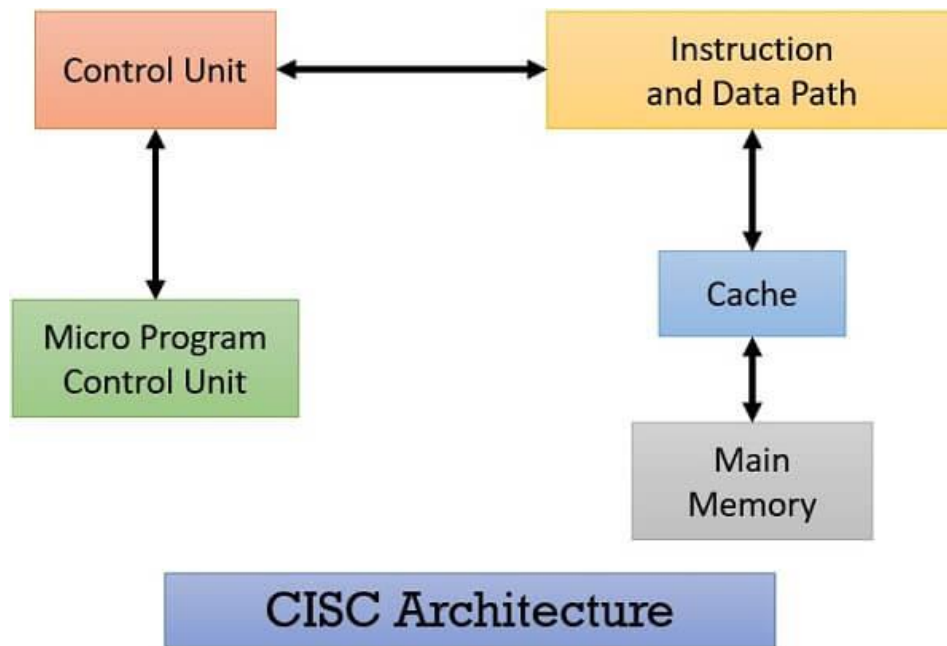 Control Unit
Instruction
and Data Path
Cache
Micro Program
Control Unit
Main
Memory
CISC Architecture